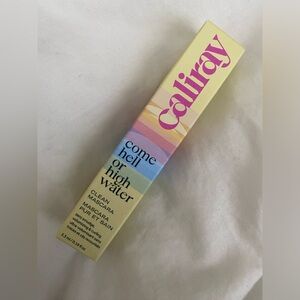 caliray
come
hell
or
high
water
CLEAN
MASCARA
MASCARA
PUR ET SAIN